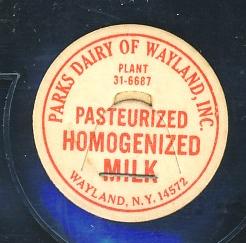 PARKS DAIRY OF WAYLAND, INC.
PLANT
31-6687
PASTEURIZED
HOMOGENIZED
MILK
WAYLAND, N.Y. 14572